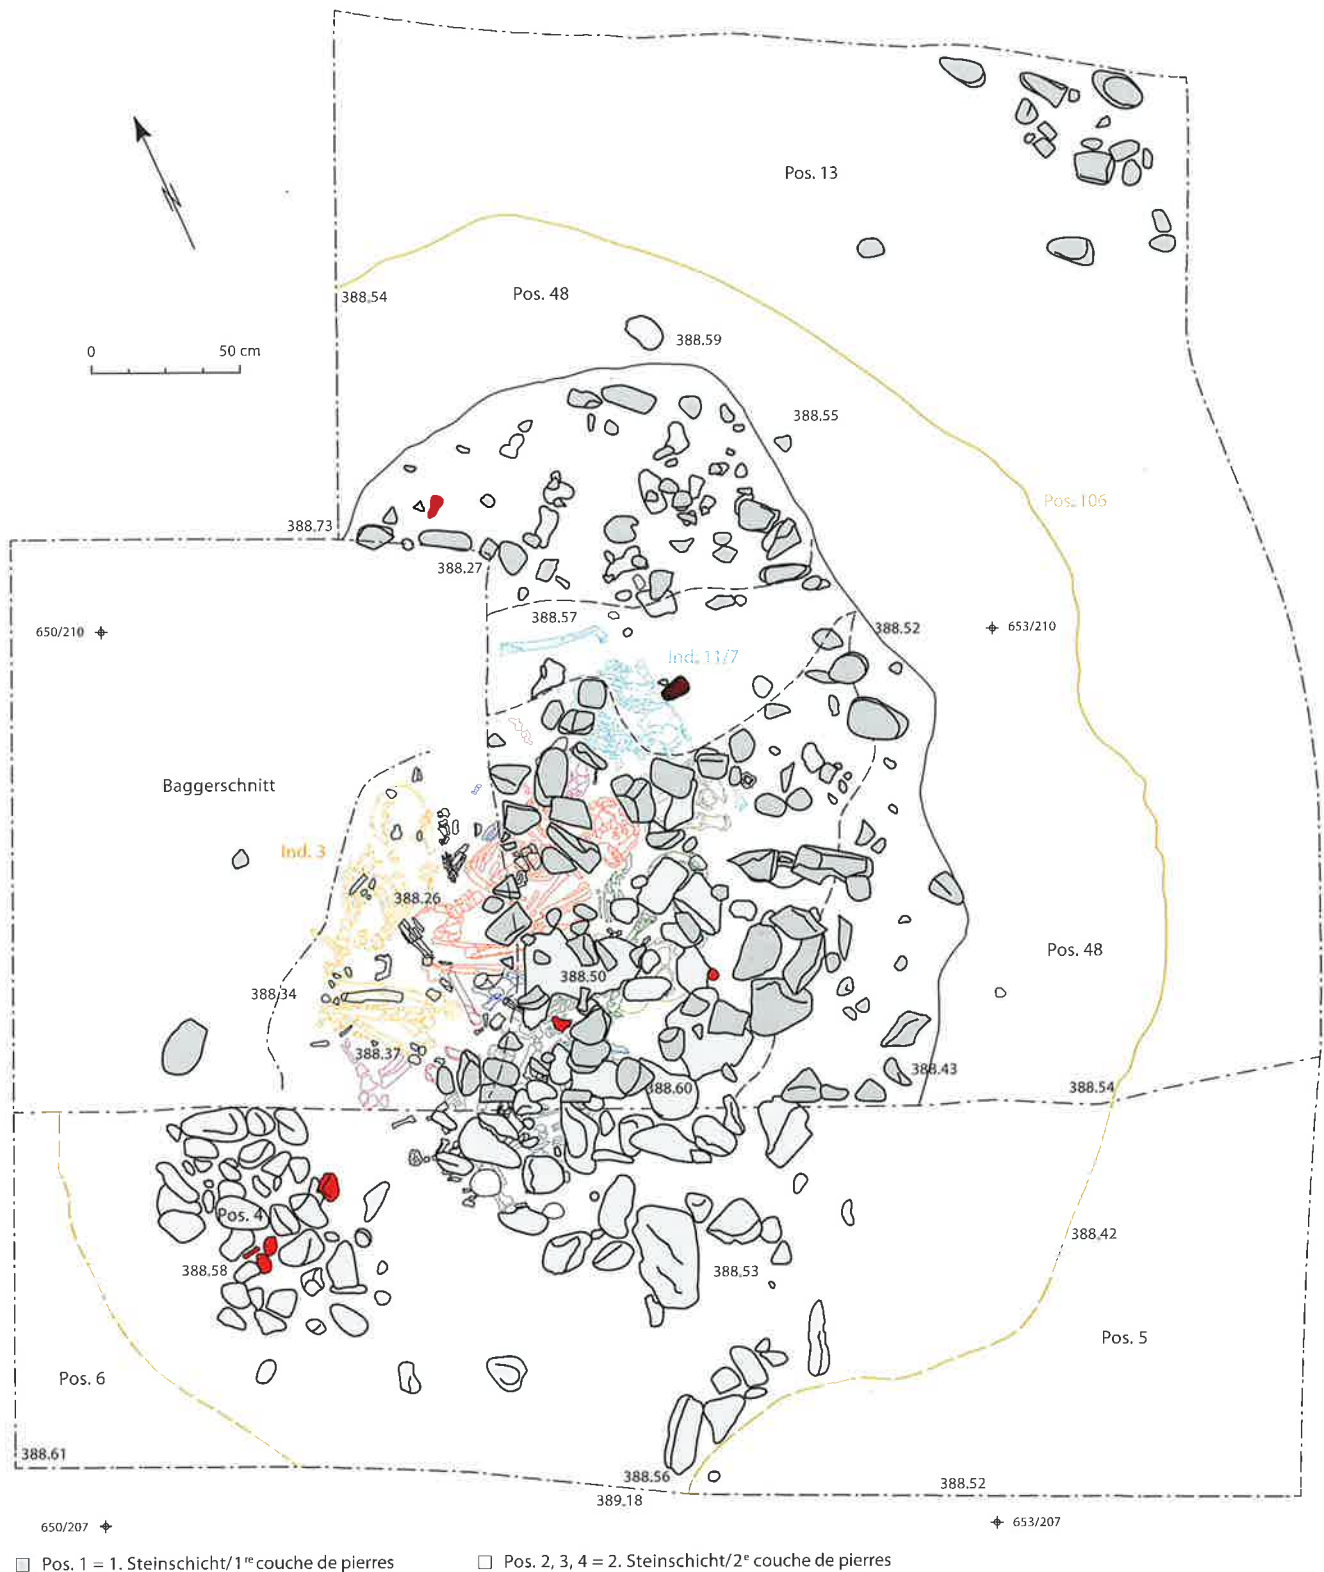 Pos. 13
388.54
Pos. 48
388.59
0 50 cm
388.55
Pos. 106
388.73
388.27
388.57
388.52
650/210
653/210
Ind. 11/7
Baggerschnitt
Ind. 3
388.26
388.50
Pos. 48
388.34
388.37
388.60
388.43
388.54
Pos. 4
388.42
388.58
388.53
Pos. 5
Pos. 6
388.61
388.56
388.52
389.18
650/207
653/207
Pos. 1 = 1. Steinschicht/1re couche de pierres
Pos. 2, 3, 4 = 2. Steinschicht/2e couche de pierres